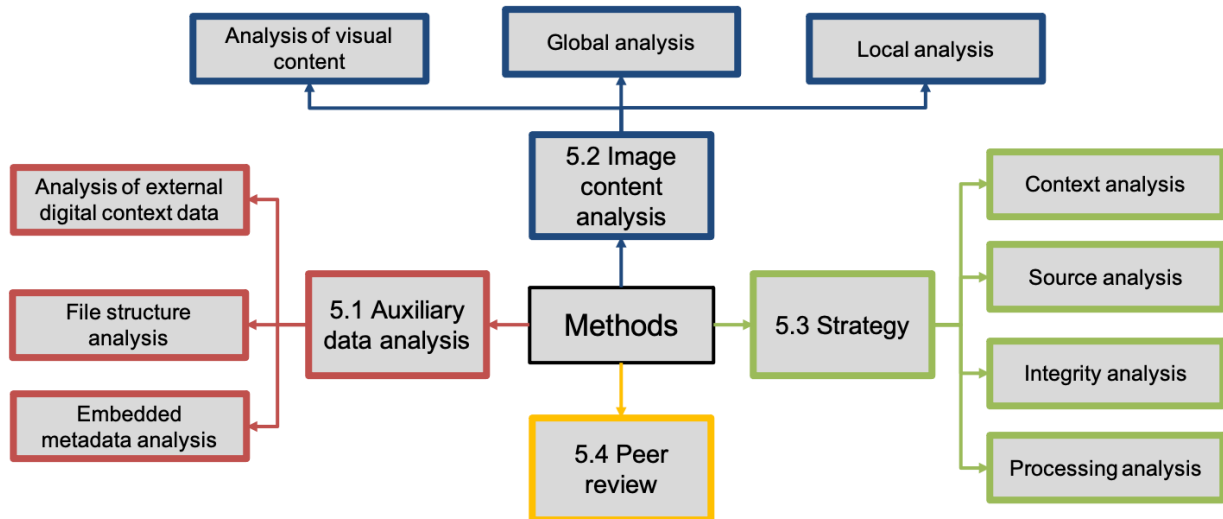 Analysis of visual
content
Global analysis
Local analysis
5.2 Image
content
analysis
Analysis of external
digital context data
File structure
analysis
Embedded
metadata analysis
5.1 Auxiliary
data analysis
Methods
5.3 Strategy
Context analysis
Source analysis
Integrity analysis
Processing analysis
5.4 Peer
review